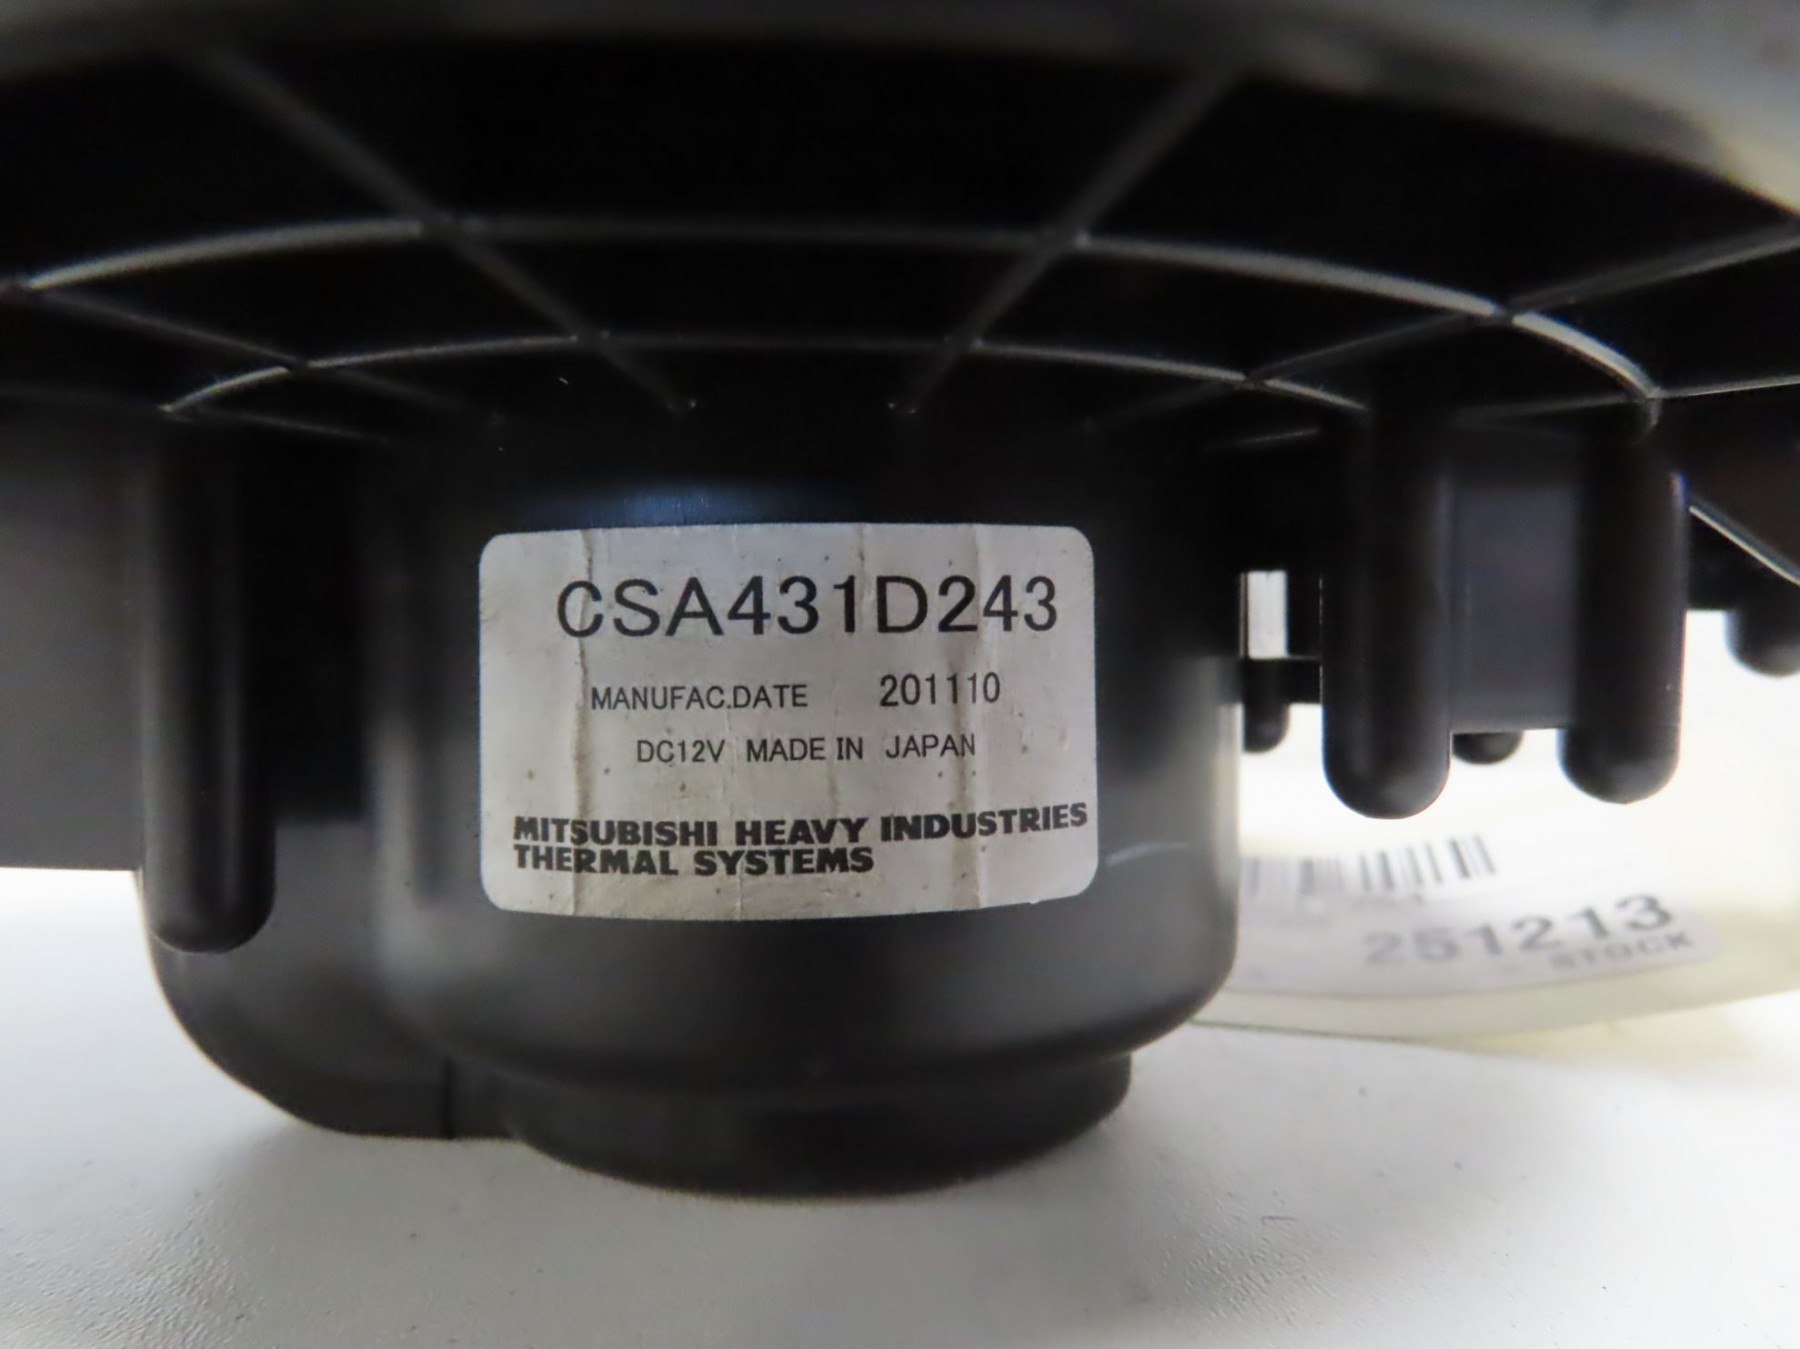 CSA431D243
MANUFAC.DATE 201110
DC12V MADE IN JAPAN
MITSUBISHI HEAVY INDUSTRIES
THERMAL SYSTEMS
251213
STOCK